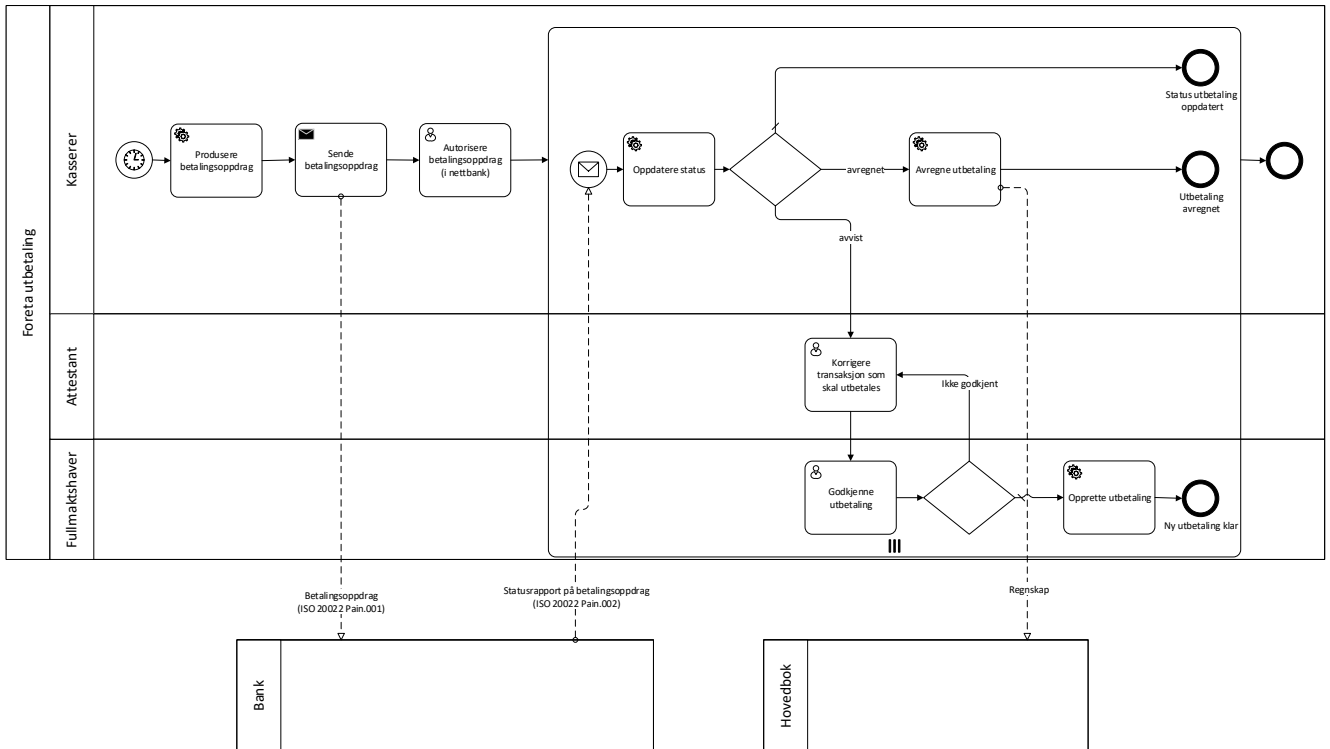 Foreta utbetaling
Kasserer
Attestant
Fullmaktshaver
Produsere
betalingsoppdrag
Sende
betalingsoppdrag
Autorisere
betalingsoppdrag
(i nettbank)
Oppdatere status
avregnet
Avregne utbetaling
Status utbetaling
oppdatert
Utbetaling
avregnet
avvist
Korrigere
transaksjon som
skal utbetales
Ikke godkjent
Godkjenne
utbetaling
Opprette utbetaling
Ny utbetaling klar
Betalingsoppdrag
(ISO 20022 Pain.001)
Statusrapport på betalingsoppdrag
(ISO 20022 Pain.002)
Regnskap
Bank
Hovedbok